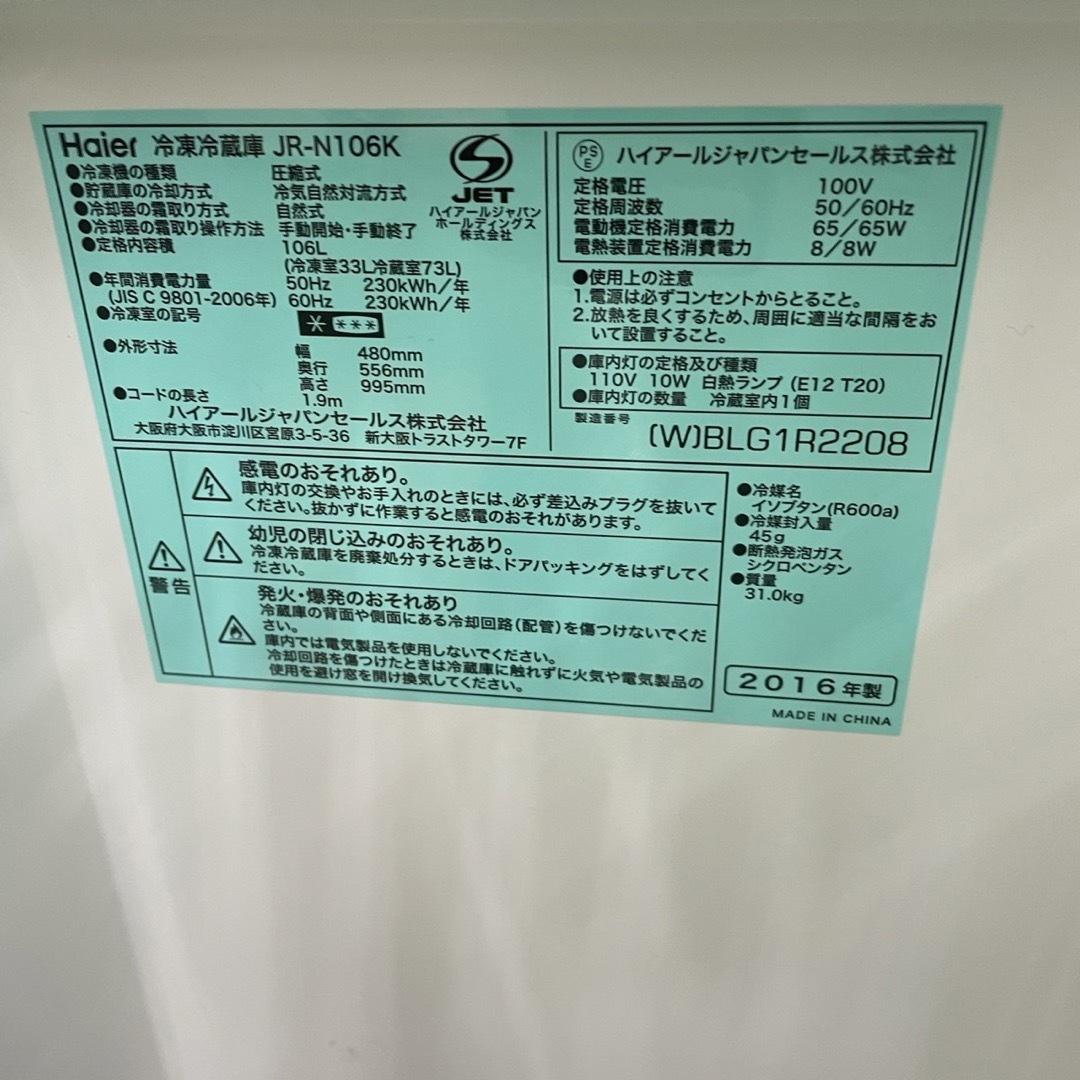 Haier 冷凍冷蔵庫 JR-N106K
●冷凍機の種類 圧縮式
●貯蔵庫の冷却方式 冷気自然対流方式
●冷却器の霜取り方式 自然式
●冷却器の霜取り操作方法 手動開始・手動終了
●定格内容積 106L
(冷凍室33L冷蔵室73L)
●年間消費電力量 50Hz 230kWh/年
(JIS C 9801-2006年) 60Hz 230kWh/年
●冷凍室の記号 * ***
●外形寸法 幅 480mm
奥行 556mm
高さ 995mm
●コードの長さ 1.9m
ハイアールジャパンセールス株式会社
大阪府大阪市淀川区宮原3-5-36 新大阪トラストタワー7F
JET
ハイアールジャパン
ホールディングス
株式会社
PS
E
ハイアールジャパンセールス株式会社
定格電圧 100V
定格周波数 50/60Hz
電動機定格消費電力 65/65W
電熱装置定格消費電力 8/8W
●使用上の注意
1.電源は必ずコンセントからとること。
2.放熱を良くするため、周囲に適当な間隔をお
いて設置すること。
●庫内灯の定格及び種類
110V 10W 白熱ランプ (E12 T20)
●庫内灯の数量 冷蔵室内1個
製造番号
(W)BLG1R2208
警告
感電のおそれあり。
庫内灯の交換やお手入れのときには、必ず差込みプラグを抜いて
ください。抜かずに作業すると感電のおそれがあります。
幼児の閉じ込みのおそれあり。
冷凍冷蔵庫を廃棄処分するときは、ドアパッキングをはずしてく
ださい。
発火・爆発のおそれあり
冷蔵庫の背面や側面にある冷却回路(配管)を傷つけないでくだ
さい。
庫内では電気製品を使用しないでください。
冷却回路を傷つけたときは冷蔵庫に触れずに火気や電気製品の
使用を避け窓を開け換気してください。
●冷媒名
イソブタン(R600a)
●冷媒封入量
45g
●断熱発泡ガス
シクロペンタン
●質量
31.0kg
2016年製
MADE IN CHINA